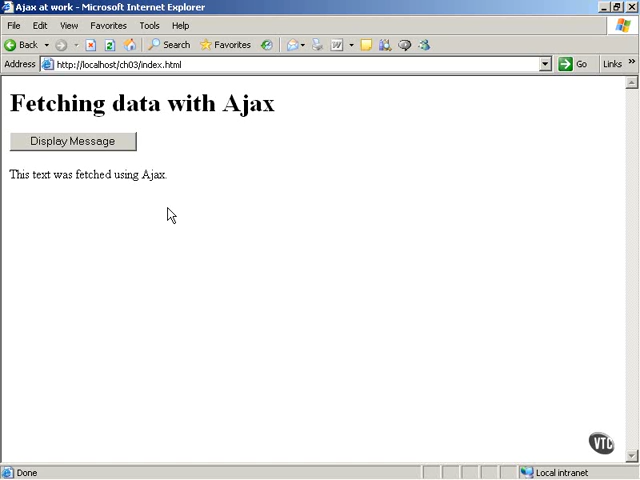 Ajax at work - Microsoft Internet Explorer
File Edit View Favorites Tools Help
Back Search Favorites
Address http://localhost/ch03/index.html Go Links »
Fetching data with Ajax
Display Message
This text was fetched using Ajax.
VTC
Done Local intranet